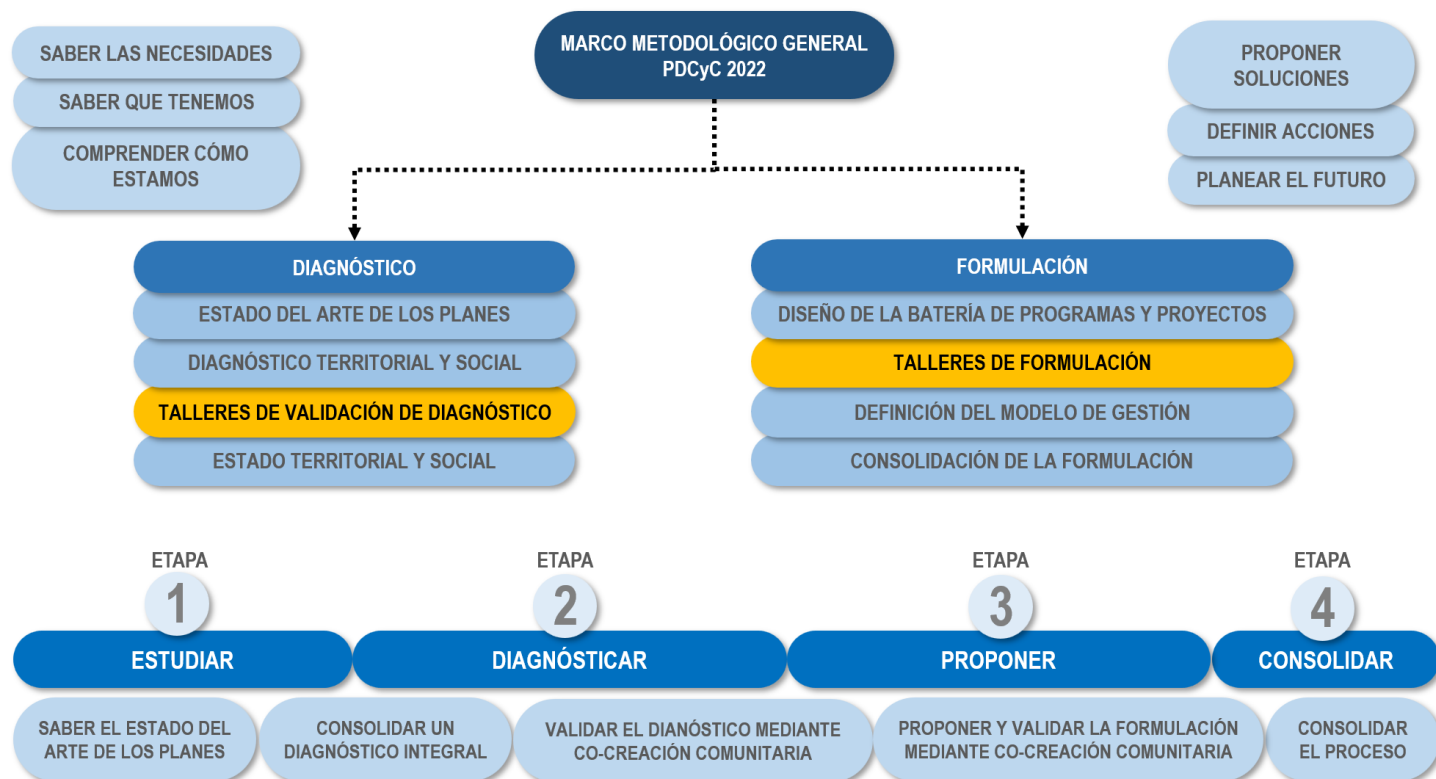 MARCO METODOLÓGICO GENERAL
PDCyC 2022
SABER LAS NECESIDADES
SABER QUE TENEMOS
COMPRENDER CÓMO
ESTAMOS
PROPONER
SOLUCIONES
DEFINIR ACCIONES
PLANEAR EL FUTURO
DIAGNÓSTICO
ESTADO DEL ARTE DE LOS PLANES
DIAGNÓSTICO TERRITORIAL Y SOCIAL
TALLERES DE VALIDACIÓN DE DIAGNÓSTICO
ESTADO TERRITORIAL Y SOCIAL
FORMULACIÓN
DISEÑO DE LA BATERÍA DE PROGRAMAS Y PROYECTOS
TALLERES DE FORMULACIÓN
DEFINICIÓN DEL MODELO DE GESTIÓN
CONSOLIDACIÓN DE LA FORMULACIÓN
ETAPA
1
ESTUDIAR
ETAPA
2
DIAGNÓSTICAR
ETAPA
3
PROPONER
ETAPA
4
CONSOLIDAR
SABER EL ESTADO DEL
ARTE DE LOS PLANES
CONSOLIDAR UN
DIAGNÓSTICO INTEGRAL
VALIDAR EL DIANÓSTICO MEDIANTE
CO-CREACIÓN COMUNITARIA
PROPONER Y VALIDAR LA FORMULACIÓN
MEDIANTE CO-CREACIÓN COMUNITARIA
CONSOLIDAR
EL PROCESO